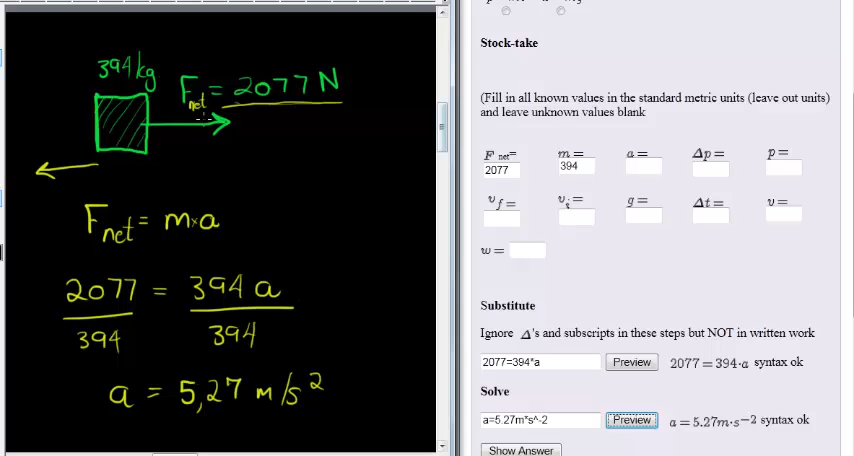 394kg
Fnet = 2077 N
Fnet = m×a
2077 = 394 a
394 394
a = 5,27 m/s²
Stock-take
(Fill in all known values in the standard metric units (leave out units)
and leave unknown values blank
F net= m= a= Δp= p=
2077 394
vf= vi= g= Δt= v=
w=
Substitute
Ignore Δ's and subscripts in these steps but NOT in written work
2077=394*a Preview 2077=394·a syntax ok
Solve
a=5.27m*s^-2 Preview a=5.27m·s−2 syntax ok
Show Answer